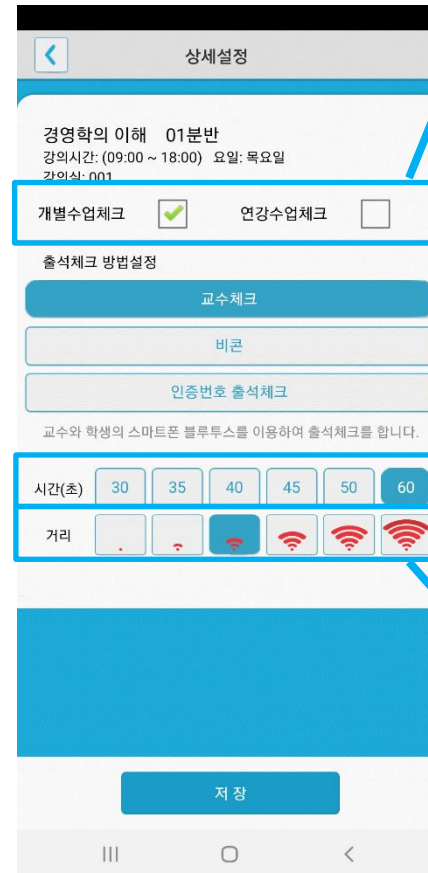 상세설정
경영학의 이해 01분반
강의시간: (09:00 ~ 18:00) 요일: 목요일
강의실: 001
개별수업체크 연강수업체크
출석체크 방법설정
교수체크
비콘
인증번호 출석체크
교수와 학생의 스마트폰 블루투스를 이용하여 출석체크를 합니다.
시간(초) 30 35 40 45 50 60
거리
저 장